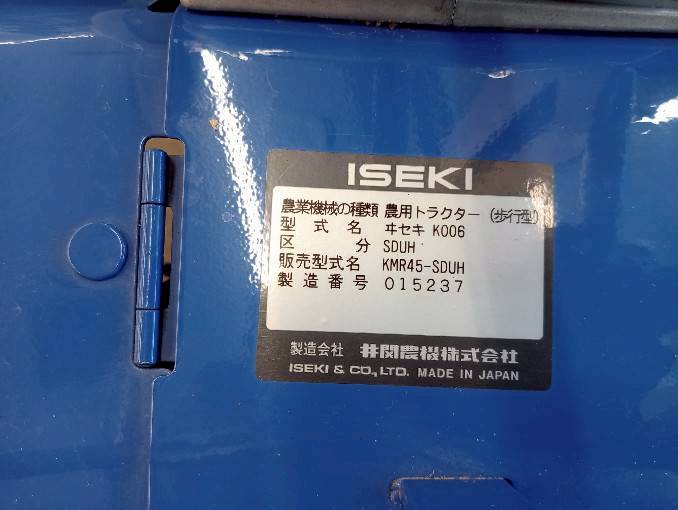 ISEKI
農業機械の種類 農用トラクター (歩行型)
型式名 ヰセキ K006
区分 SDUH
販売型式名 KMR45-SDUH
製造番号 015237
製造会社 井関農機株式会社
ISEKI & CO., LTD. MADE IN JAPAN